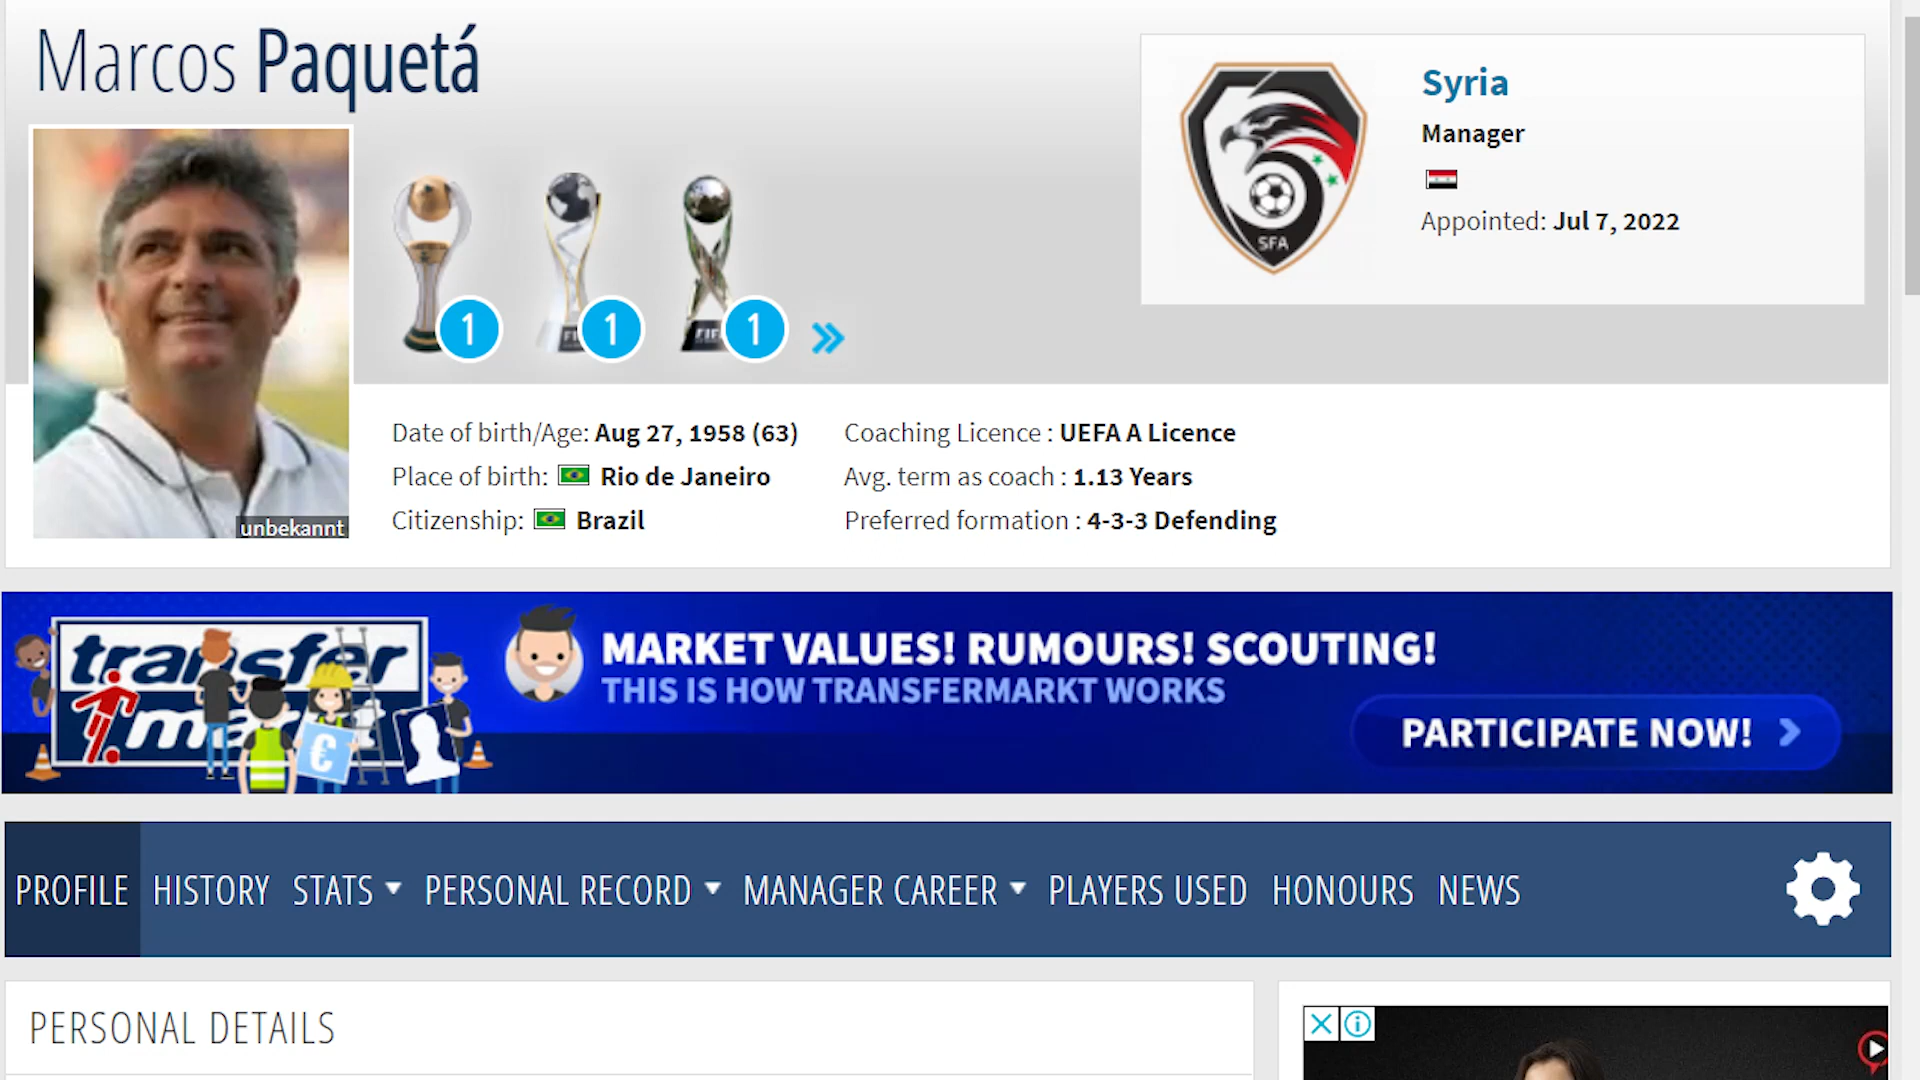 Marcos Paquetá
Syria
Manager
Appointed: Jul 7, 2022
SFA
1
1
1
unbekannt
Date of birth/Age: Aug 27, 1958 (63)
Place of birth: Rio de Janeiro
Citizenship: Brazil
Coaching Licence : UEFA A Licence
Avg. term as coach : 1.13 Years
Preferred formation : 4-3-3 Defending
transfer
markt
MARKET VALUES! RUMOURS! SCOUTING!
THIS IS HOW TRANSFERMARKT WORKS
PARTICIPATE NOW!
PROFILE HISTORY STATS PERSONAL RECORD MANAGER CAREER PLAYERS USED HONOURS NEWS
PERSONAL DETAILS